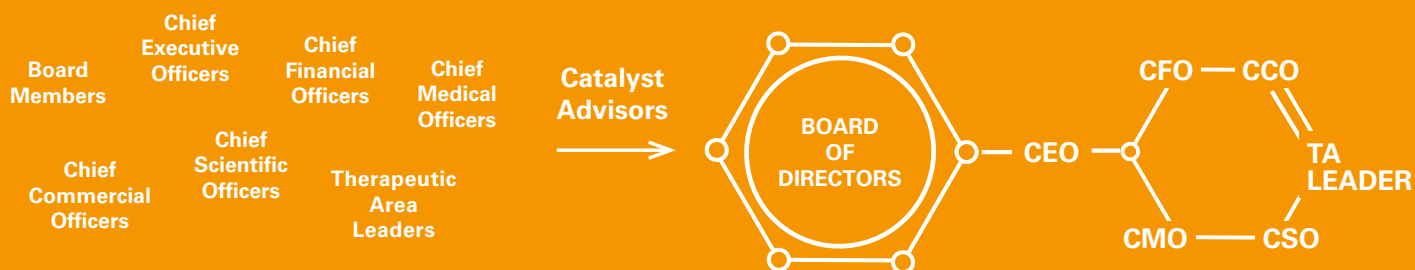 Board
Members
Chief
Executive
Officers
Chief
Financial
Officers
Chief
Medical
Officers
Chief
Commercial
Officers
Chief
Scientific
Officers
Therapeutic
Area
Leaders
Catalyst
Advisors
BOARD
OF
DIRECTORS
CEO
CFO
CCO
TA
LEADER
CMO
CSO